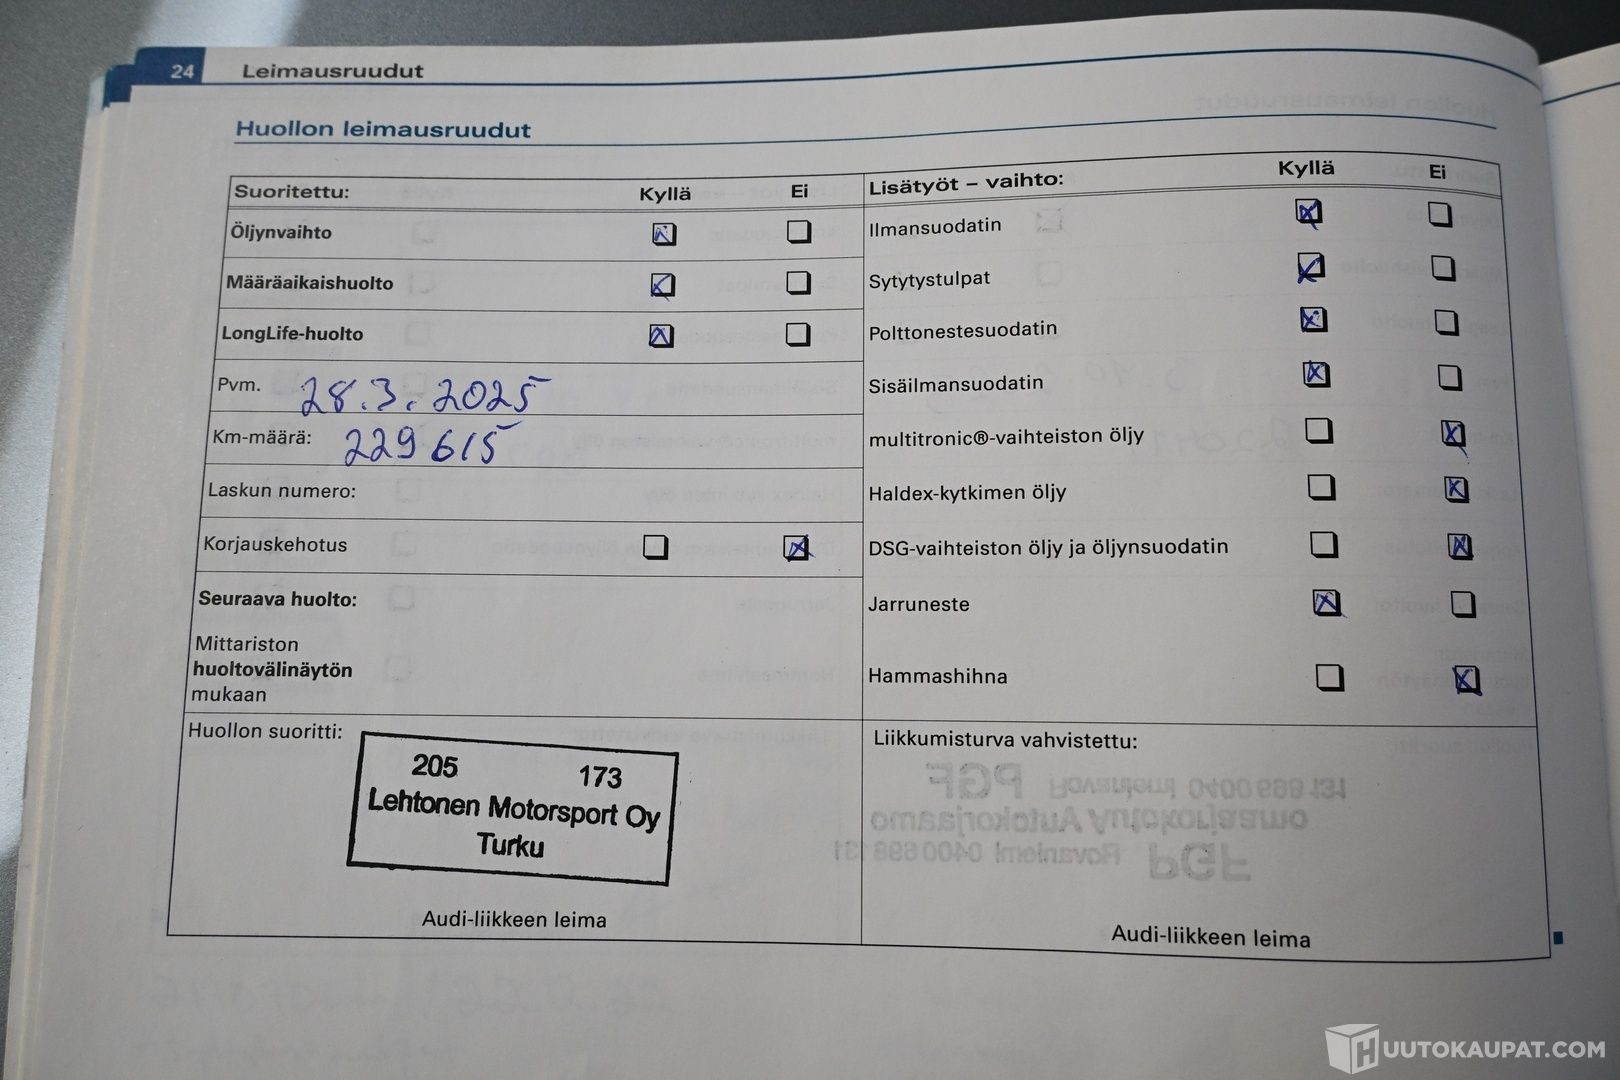 24 Leimausruudut
Huollon leimausruudut
Suoritettu: Kyllä Ei
Öljynvaihto
Määräaikaishuolto
LongLife-huolto
Pvm. 28.3.2025
Km-määrä: 229615
Laskun numero:
Korjauskehotus
Seuraava huolto:
Mittariston
huoltovälinäytön
mukaan
Huollon suoritti:
205 173
Lehtonen Motorsport Oy
Turku
Audi-liikkeen leima
Lisätyöt – vaihto: Kyllä Ei
Ilmansuodatin
Sytytystulpat
Polttonestesuodatin
Sisäilmansuodatin
multitronic®-vaihteiston öljy
Haldex-kytkimen öljy
DSG-vaihteiston öljy ja öljynsuodatin
Jarruneste
Hammashihna
Liikkumisturva vahvistettu:
Audi-liikkeen leima
HUUTOKAUPAT.COM